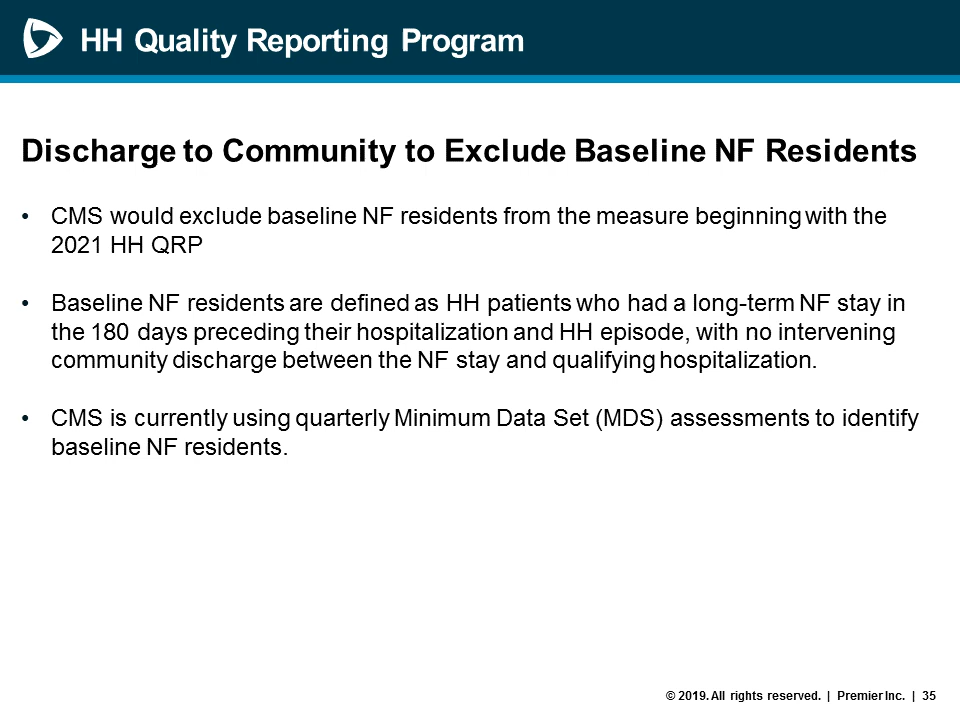 HH Quality Reporting Program
Discharge to Community to Exclude Baseline NF Residents
• CMS would exclude baseline NF residents from the measure beginning with the
2021 HH QRP
• Baseline NF residents are defined as HH patients who had a long-term NF stay in
the 180 days preceding their hospitalization and HH episode, with no intervening
community discharge between the NF stay and qualifying hospitalization.
• CMS is currently using quarterly Minimum Data Set (MDS) assessments to identify
baseline NF residents.
© 2019. All rights reserved. | Premier Inc. | 35